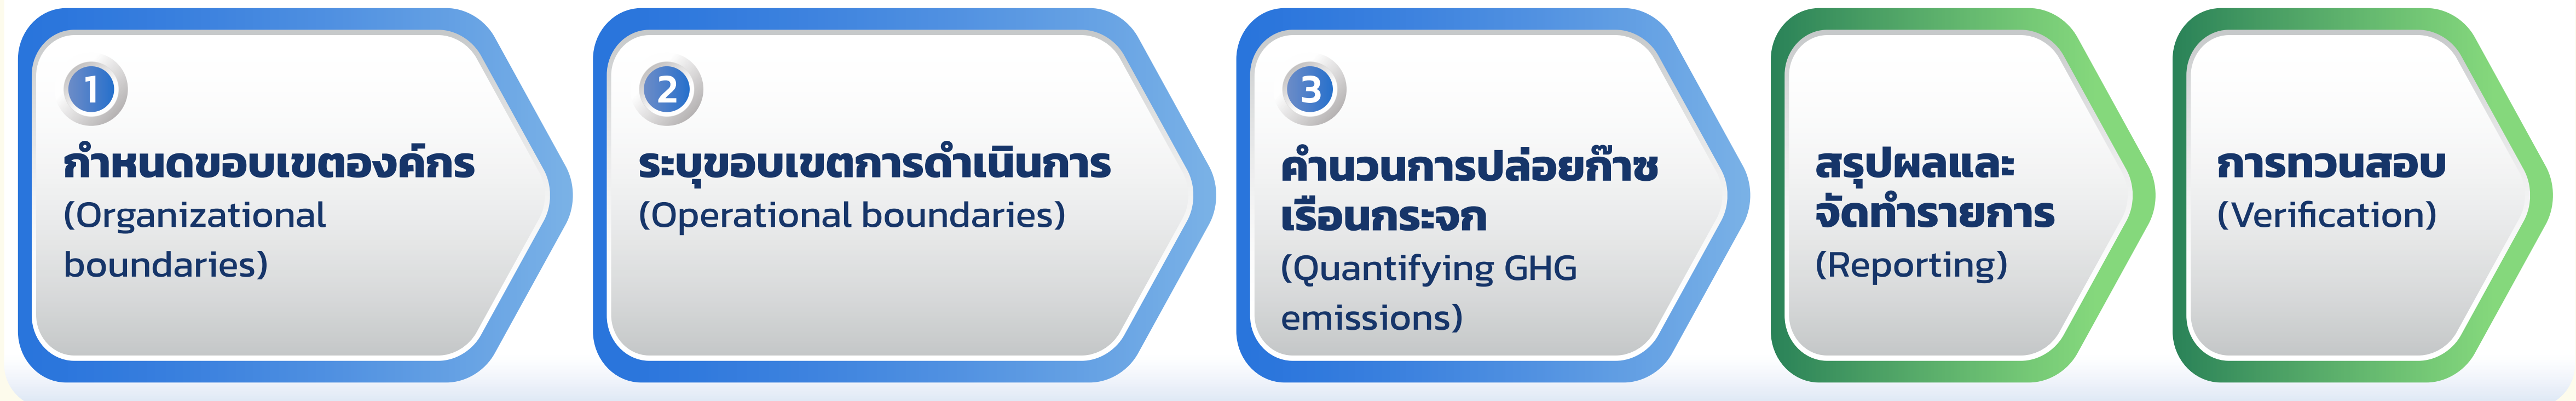 1
กำหนดขอบเขตองค์กร
(Organizational
boundaries)
2
ระบุขอบเขตการดำเนินการ
(Operational boundaries)
3
คำนวนการปล่อยก๊าซ
เรือนกระจก
(Quantifying GHG
emissions)
สรุปผลและ
จัดทำรายการ
(Reporting)
การทวนสอบ
(Verification)